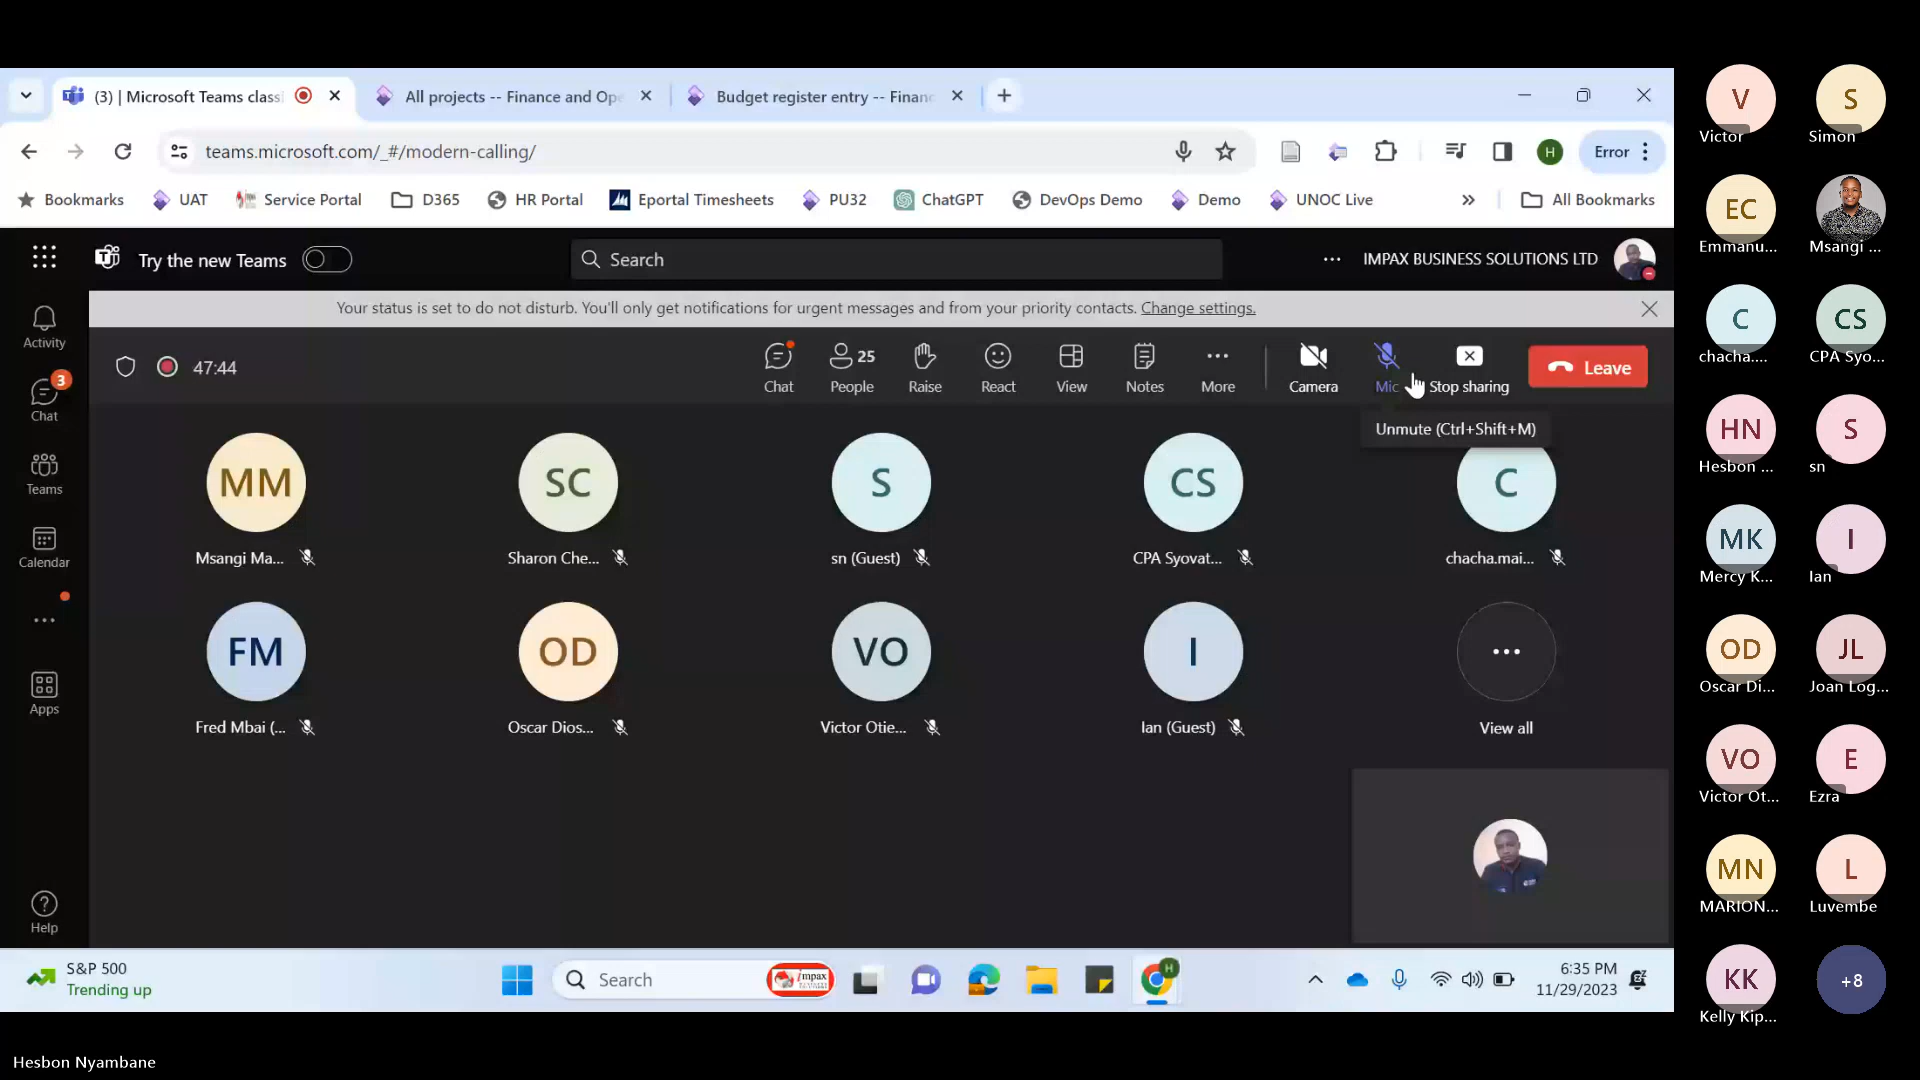 (3) | Microsoft Teams class
All projects -- Finance and Ope
Budget register entry -- Finan
teams.microsoft.com/_#/modern-calling/
H
Error
Bookmarks
UAT
Service Portal
D365
HR Portal
Eportal Timesheets
PU32
ChatGPT
DevOps Demo
Demo
UNOC Live
All Bookmarks
Try the new Teams
Search
IMPAX BUSINESS SOLUTIONS LTD
Your status is set to do not disturb. You'll only get notifications for urgent messages and from your priority contacts. Change settings.
Activity
3
Chat
Teams
Calendar
Apps
Help
47:44
Chat
25
People
Raise
React
View
Notes
More
Camera
Mic
Stop sharing
Leave
Unmute (Ctrl+Shift+M)
MM
Msangi Ma...
SC
Sharon Che...
S
sn (Guest)
CS
CPA Syovat...
C
chacha.mai...
FM
Fred Mbai (...
OD
Oscar Dios...
VO
Victor Otie...
I
Ian (Guest)
View all
S&P 500
Trending up
Search
impax
H
6:35 PM
11/29/2023
V
Victor
S
Simon
EC
Emmanu...
Msangi ...
C
chacha....
CS
CPA Syo...
HN
Hesbon ...
S
sn
MK
Mercy K...
I
Ian
OD
Oscar Di...
JL
Joan Log...
VO
Victor Ot...
E
Ezra
MN
MARION...
L
Luvembe
KK
Kelly Kip...
+8
Hesbon Nyambane